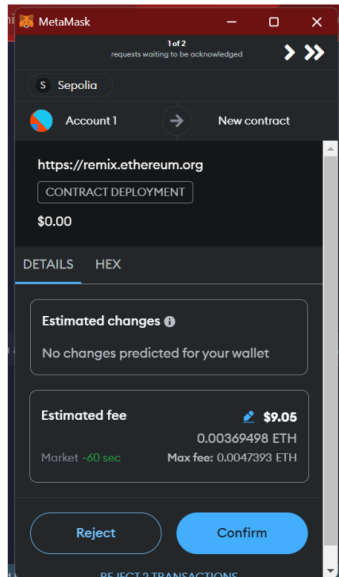 MetaMask
1 of 2
requests waiting to be acknowledged
S Sepolia
Account 1
New contract
https://remix.ethereum.org
CONTRACT DEPLOYMENT
$0.00
DETAILS HEX
Estimated changes
No changes predicted for your wallet
Estimated fee $9.05
0.00369498 ETH
Market ~60 sec Max fee: 0.0047393 ETH
Reject Confirm
REJECT 2 TRANSACTIONS